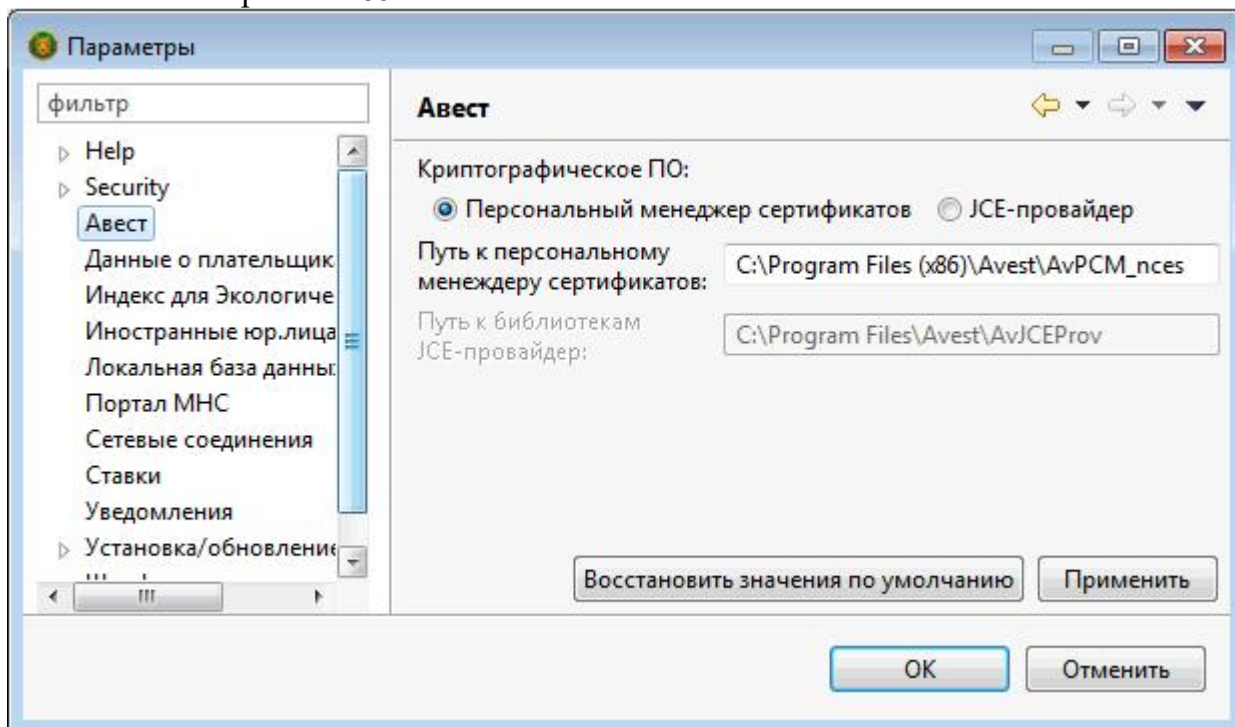 Параметры
фильтр
Help
Security
Авест
Данные о плательщик
Индекс для Экологиче
Иностранные юр.лица
Локальная база данны
Портал МНС
Сетевые соединения
Ставки
Уведомления
Установка/обновление
Авест
Криптографическое ПО:
Персональный менеджер сертификатов JCE-провайдер
Путь к персональному
менеждеру сертификатов:
C:\Program Files (x86)\Avest\AvPCM_nces
Путь к библиотекам
JCE-провайдер:
C:\Program Files\Avest\AvJCEProv
Восстановить значения по умолчанию Применить
OK Отменить